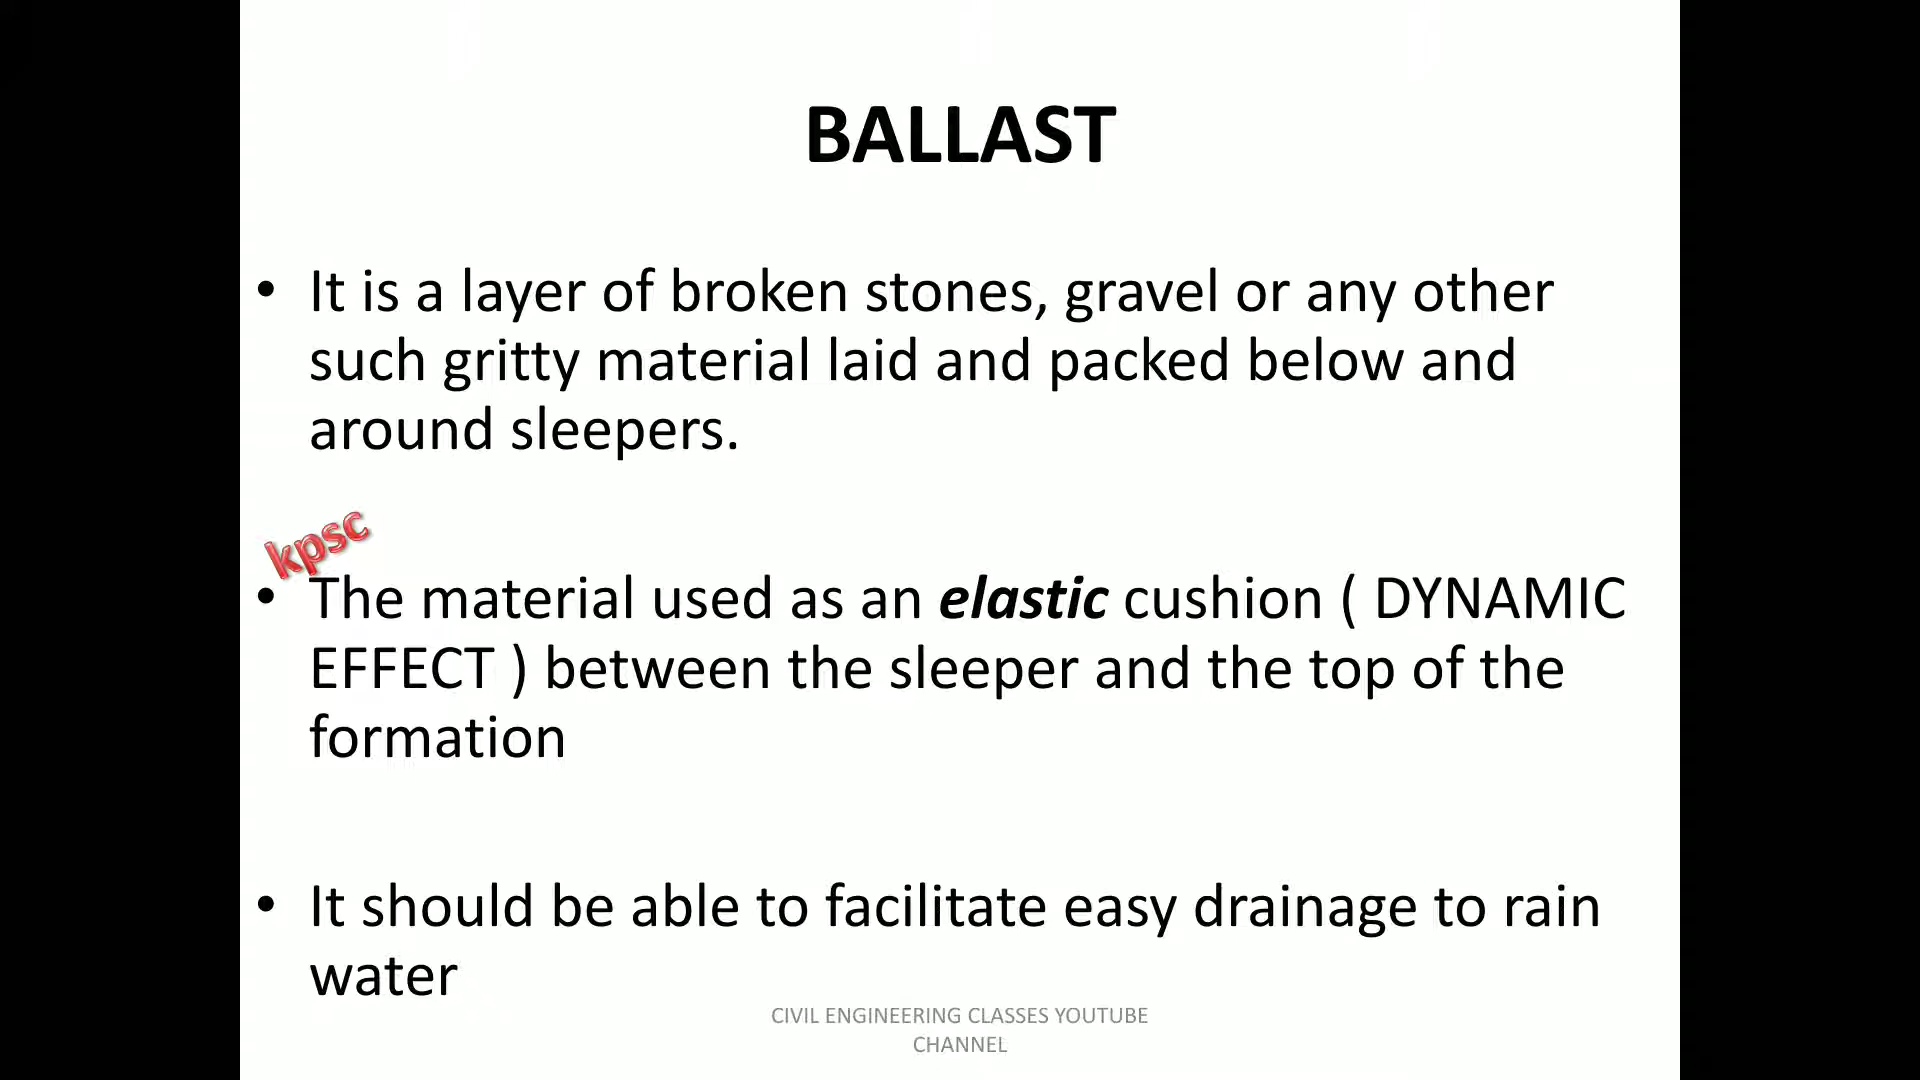 BALLAST
• It is a layer of broken stones, gravel or any other
such gritty material laid and packed below and
around sleepers.
kpsc
• The material used as an elastic cushion ( DYNAMIC
EFFECT ) between the sleeper and the top of the
formation
• It should be able to facilitate easy drainage to rain
water
CIVIL ENGINEERING CLASSES YOUTUBE
CHANNEL